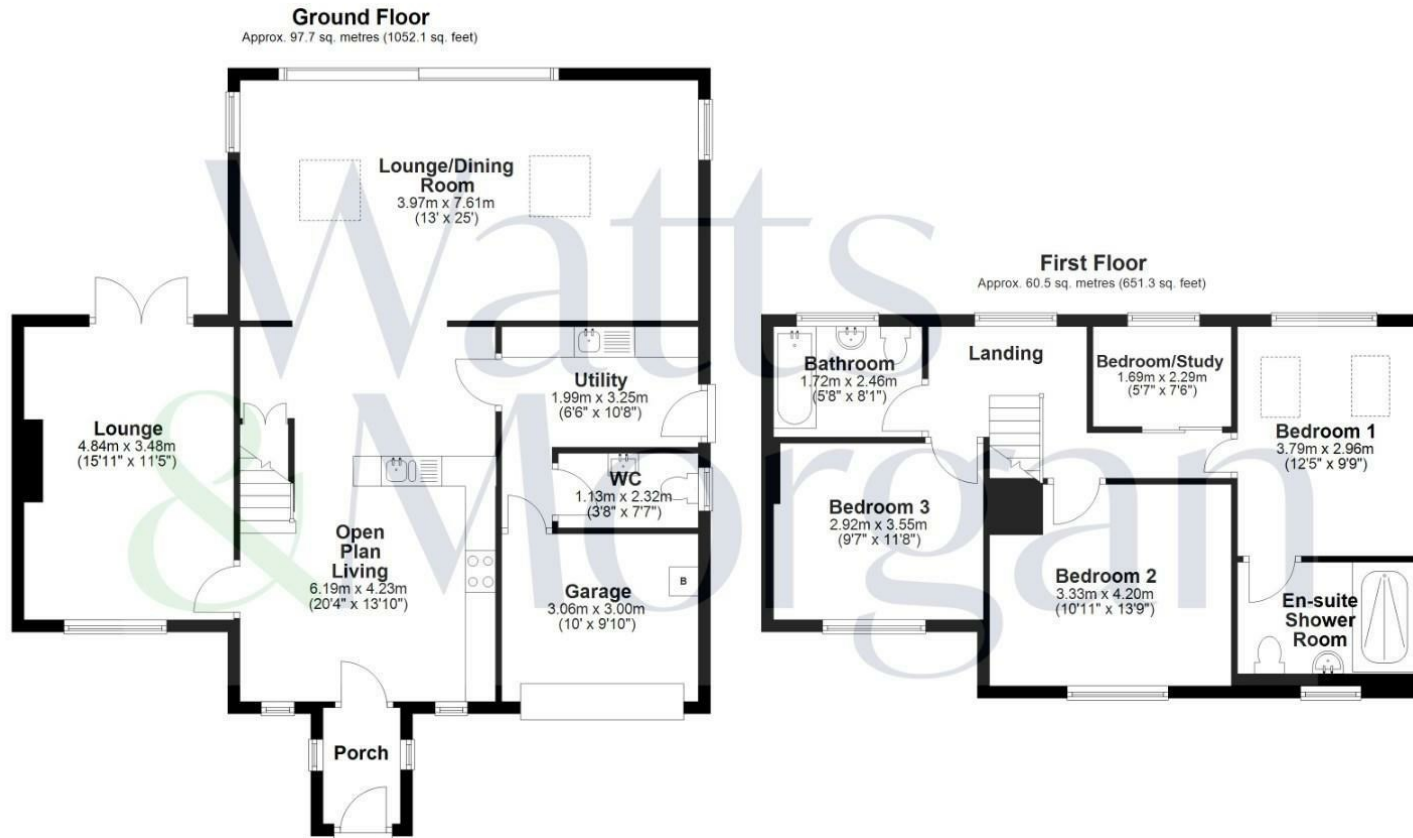 Ground Floor
Approx. 97.7 sq. metres (1052.1 sq. feet)
Lounge/Dining
Room
3.97m x 7.61m
(13' x 25')
Utility
1.99m x 3.25m
(6'6" x 10'8")
Lounge
4.84m x 3.48m
(15'11" x 11'5")
WC
1.13m x 2.32m
(3'8" x 7'7")
Open
Plan
Living
6.19m x 4.23m
(20'4" x 13'10")
Garage
3.06m x 3.00m
(10' x 9'10")
B
Porch
First Floor
Approx. 60.5 sq. metres (651.3 sq. feet)
Bathroom
1.72m x 2.46m
(5'8" x 8'1")
Landing
Bedroom/Study
1.69m x 2.29m
(5'7" x 7'6")
Bedroom 1
3.79m x 2.96m
(12'5" x 9'9")
Bedroom 3
2.92m x 3.55m
(9'7" x 11'8")
Bedroom 2
3.33m x 4.20m
(10'11" x 13'9")
En-suite
Shower
Room
Watts
& Morgan